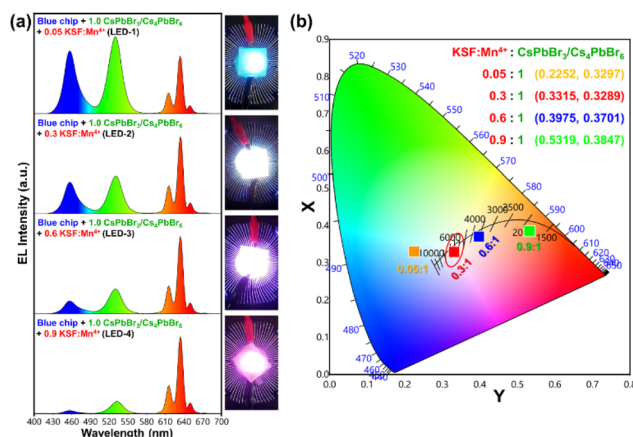 (a)
Blue chip + 1.0 CsPbBr₃/Cs₄PbBr₆
+ 0.05 KSF:Mn⁴⁺ (LED-1)
Blue chip + 1.0 CsPbBr₃/Cs₄PbBr₆
+ 0.3 KSF:Mn⁴⁺ (LED-2)
Blue chip + 1.0 CsPbBr₃/Cs₄PbBr₆
+ 0.6 KSF:Mn⁴⁺ (LED-3)
Blue chip + 1.0 CsPbBr₃/Cs₄PbBr₆
+ 0.9 KSF:Mn⁴⁺ (LED-4)
EL Intensity (a.u.)
400 430 460 490 510 530 570 600 630 670 700
Wavelength (nm)
(b)
KSF:Mn⁴⁺ : CsPbBr₃/Cs₄PbBr₆
0.05 : 1 (0.2252, 0.3297)
0.3 : 1 (0.3315, 0.3289)
0.6 : 1 (0.3975, 0.3701)
0.9 : 1 (0.5319, 0.3847)
0.9
0.8
0.7
0.6
0.5
0.4
0.3
0.2
0.1
0.0
X
0.0 0.1 0.2 0.3 0.4 0.5 0.6 0.7 0.8
Y
520
530
540
510
550
560
500
570
580
590
600
610
620
490
480
470
460
10000
6000
4000
3000
3500
20
1500
0.05:1
0.3:1
0.6:1
0.9:1